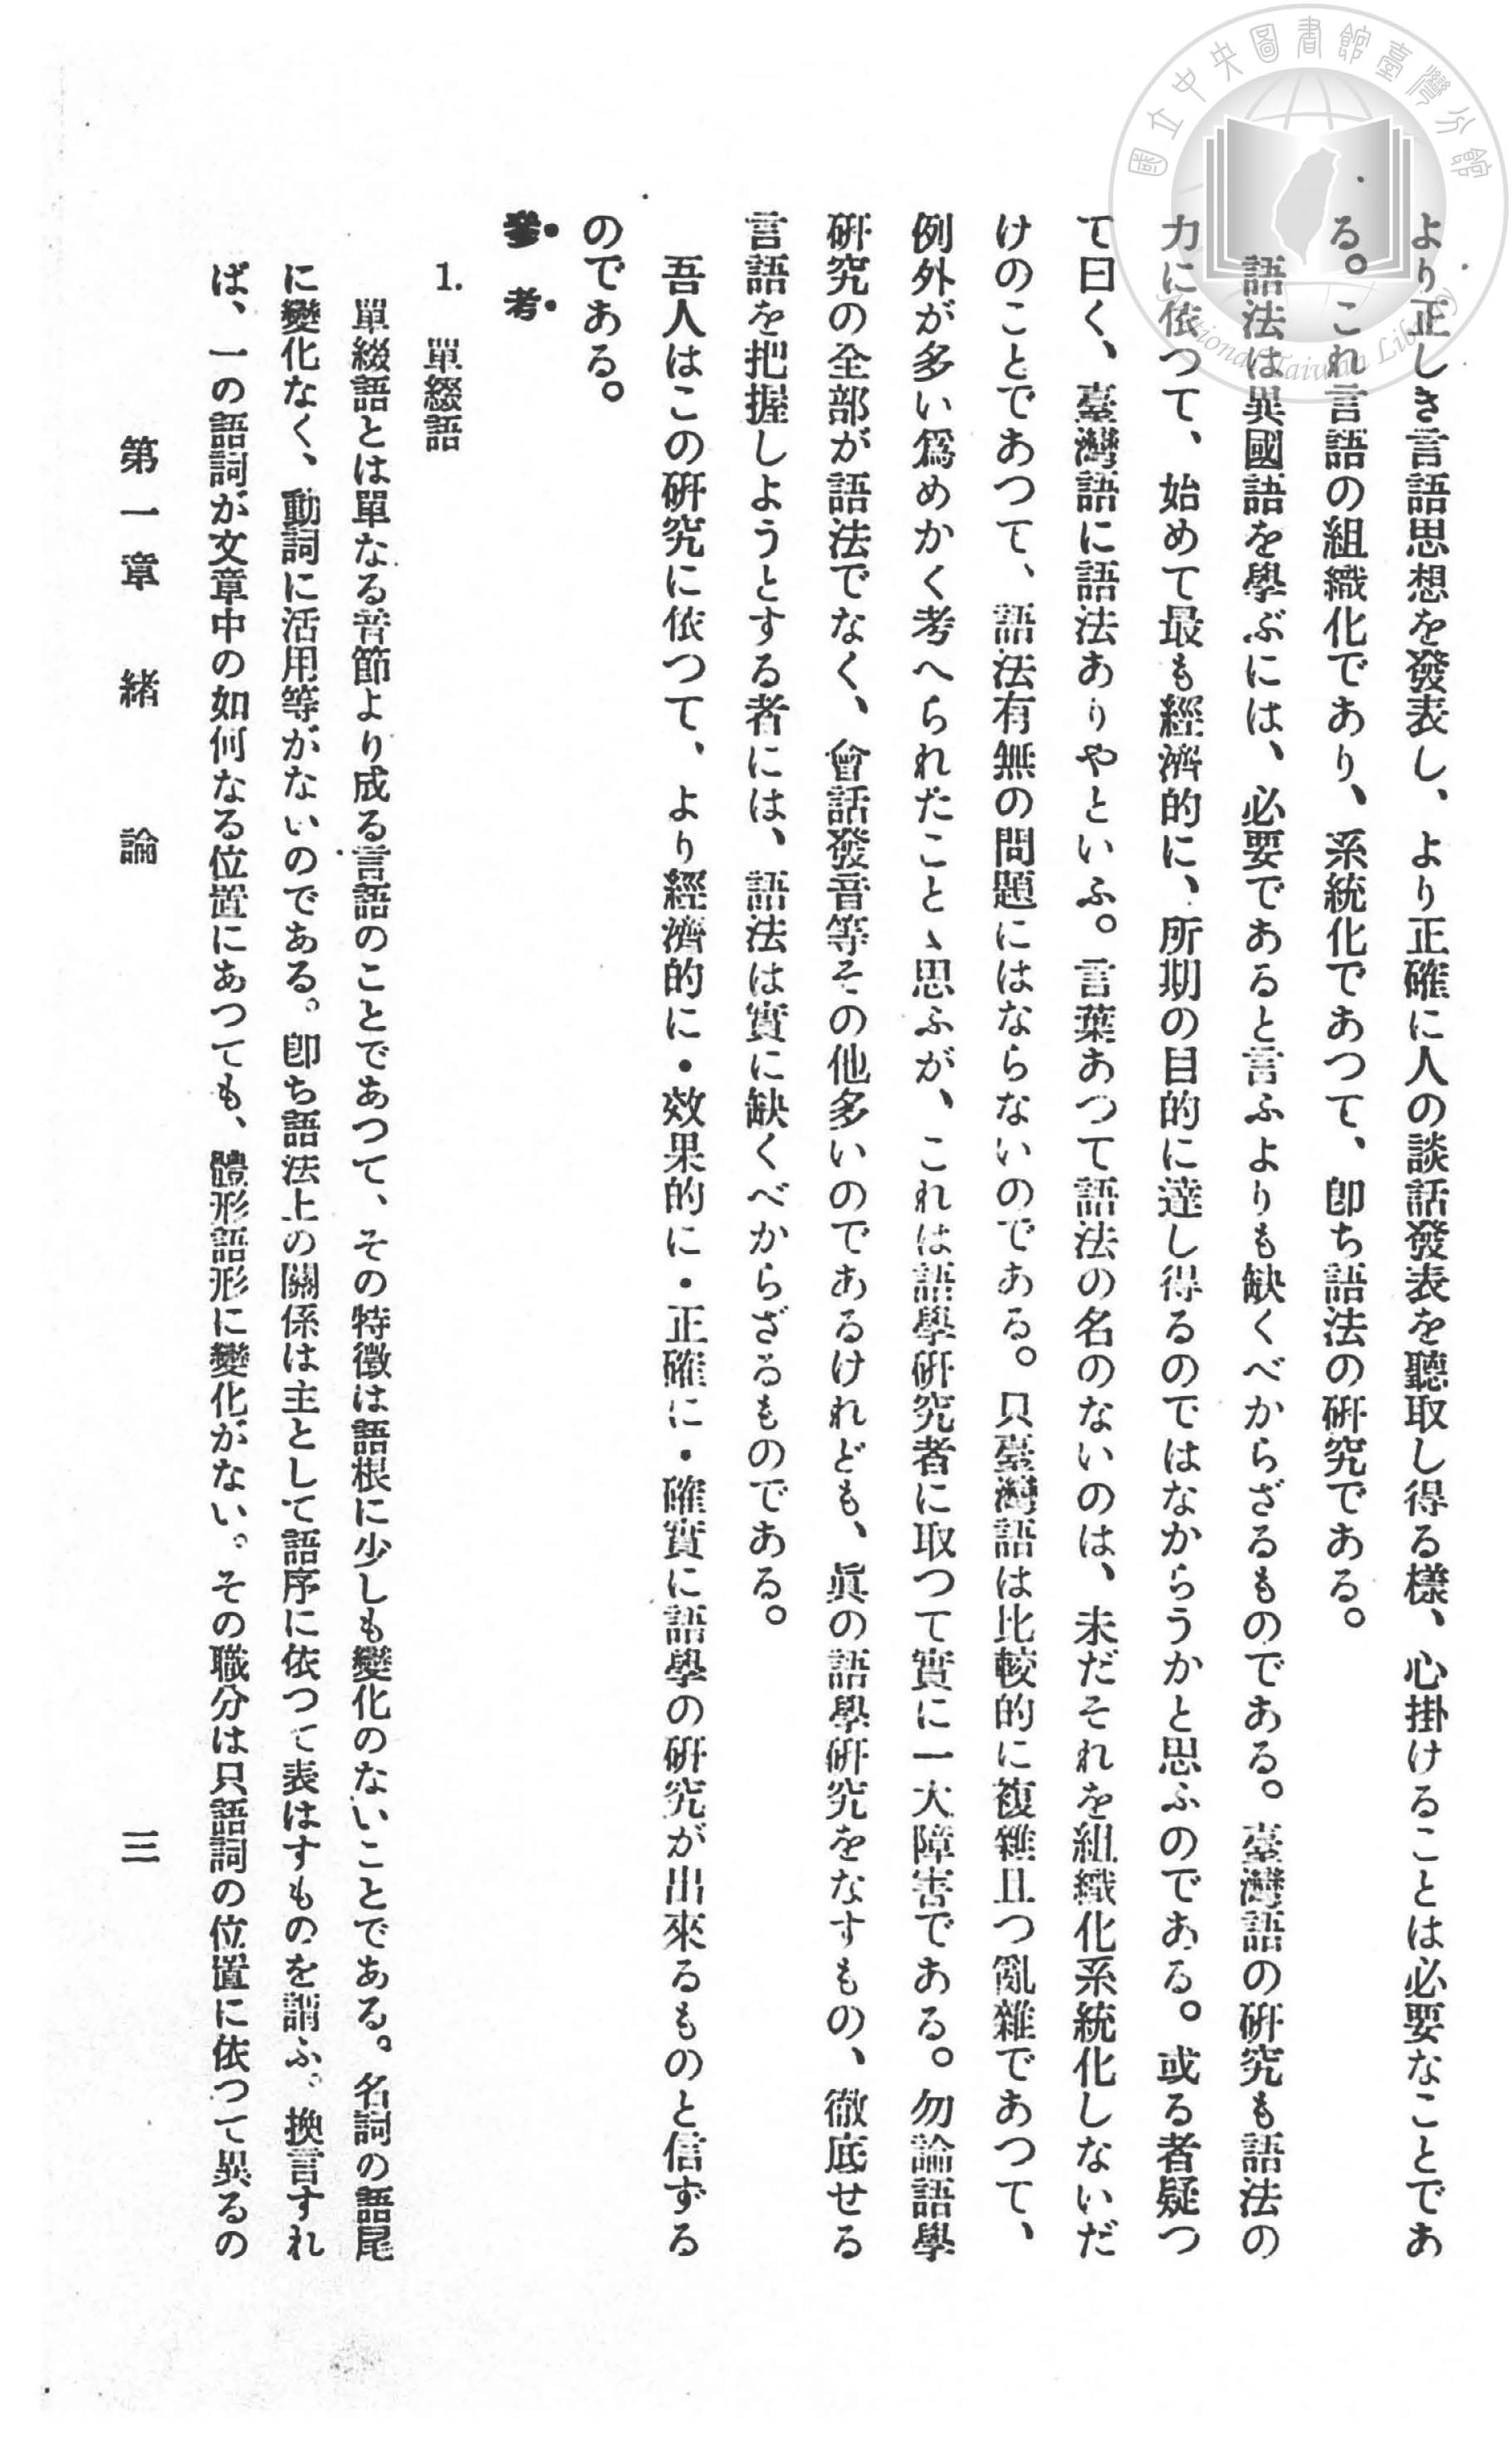 より正しき言語思想を發表し、より正確に人の談話發表を聽取し得る樣、心掛けることは必要なことであ
る。これ言語の組織化であり、系統化であつて、卽ち語法の硏究である。
語法は異國語を學ぶには、必要であると言ふよりも缺くべからざるものである。臺灣語の硏究も語法の
力に依つて、始めて最も經濟的に、所期の目的に達し得るのではなからうかと思ふのである。或る者疑つ
て曰く、臺灣語に語法ありやといふ。言葉あつて語法の名のないのは、未だそれを組織化系統化しないだ
けのことであつて、語法有無の問題にはならないのである。只臺灣語は比較的に複雜且つ亂雜であつて、
例外が多い爲めかく考へられたことゝ思ふが、これは語學硏究者に取つて實に一大障害である。勿論語學
硏究の全部が語法でなく、會話發音等その他多いのであるけれども、眞の語學硏究をなすもの、徹底せる
言語を把握しようとする者には、語法は實に缺くべからざるものである。
吾人はこの硏究に依つて、より經濟的に・效果的に・正確に・確實に語學の硏究が出來るものと信ずる
のである。
參考
1. 單綴語
單綴語とは單なる音節より成る言語のことであつて、その特徵は語根に少しも變化のないことである。名詞の語尾
に變化なく、動詞に活用等がないのである。卽ち語法上の關係は主として語序に依つて表はすものを謂ふ。換言すれ
ば、一の語詞が文章中の如何なる位置にあつても、體形語形に變化がない。その職分は只語詞の位置に依つて異るの
第一章 緖論
三
國立中央圖書館臺灣分館
National Taiwan Library